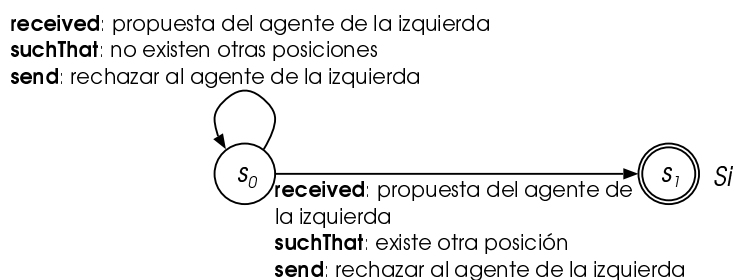 received: propuesta del agente de la izquierda
suchThat: no existen otras posiciones
send: rechazar al agente de la izquierda
s0
s1
Si
received: propuesta del agente de
la izquierda
suchThat: existe otra posición
send: rechazar al agente de la izquierda